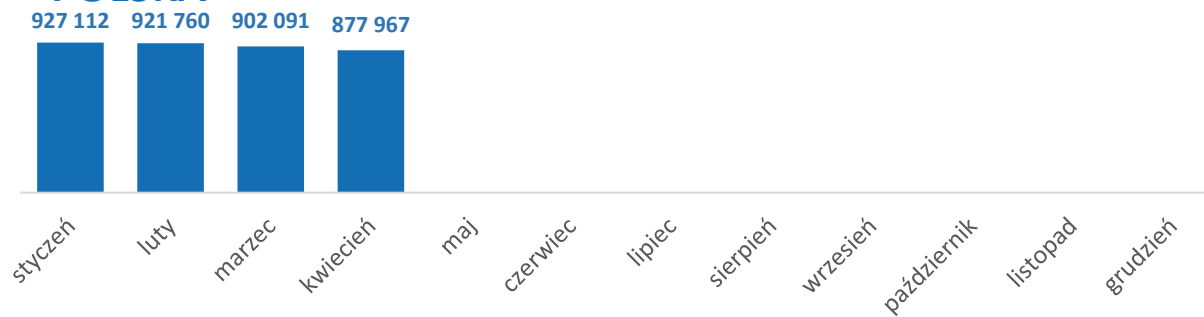 927 112 921 760 902 091 877 967
styczeń luty marzec kwiecień maj czerwiec lipiec sierpień wrzesień październik listopad grudzień